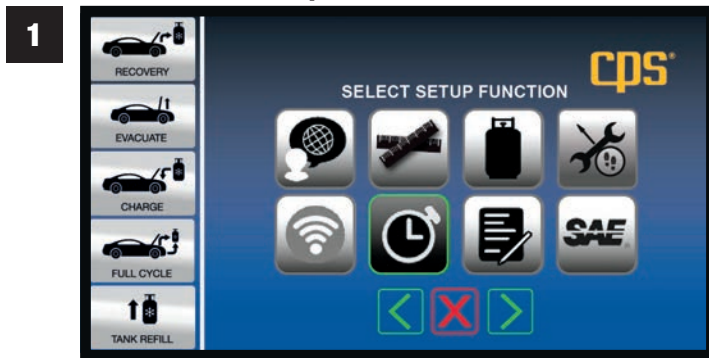 1
RECOVERY
EVACUATE
CHARGE
FULL CYCLE
TANK REFILL
cps®
SELECT SETUP FUNCTION
SAE